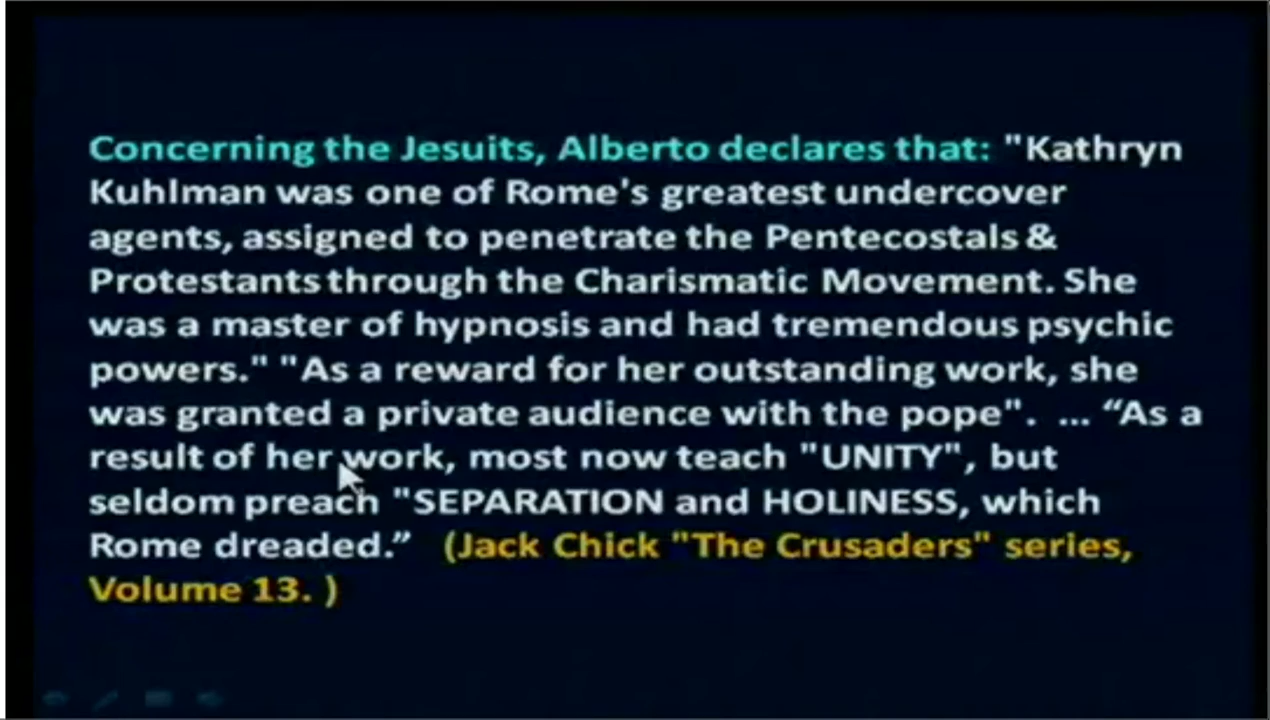 Concerning the Jesuits, Alberto declares that: "Kathryn
Kuhlman was one of Rome's greatest undercover
agents, assigned to penetrate the Pentecostals &
Protestants through the Charismatic Movement. She
was a master of hypnosis and had tremendous psychic
powers." "As a reward for her outstanding work, she
was granted a private audience with the pope". ... “As a
result of her work, most now teach "UNITY", but
seldom preach "SEPARATION and HOLINESS, which
Rome dreaded.” (Jack Chick "The Crusaders" series,
Volume 13. )